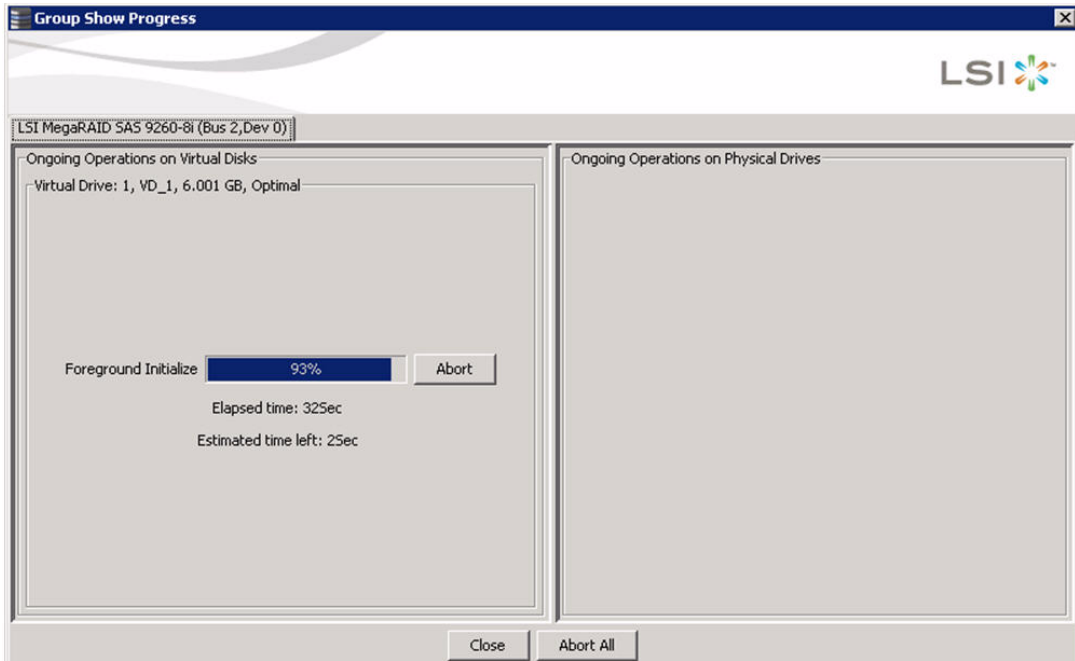 Group Show Progress
LSI™
LSI MegaRAID SAS 9260-8i (Bus 2,Dev 0)
Ongoing Operations on Virtual Disks
Virtual Drive: 1, VD_1, 6.001 GB, Optimal
Foreground Initialize 93% Abort
Elapsed time: 32Sec
Estimated time left: 2Sec
Ongoing Operations on Physical Drives
Close Abort All